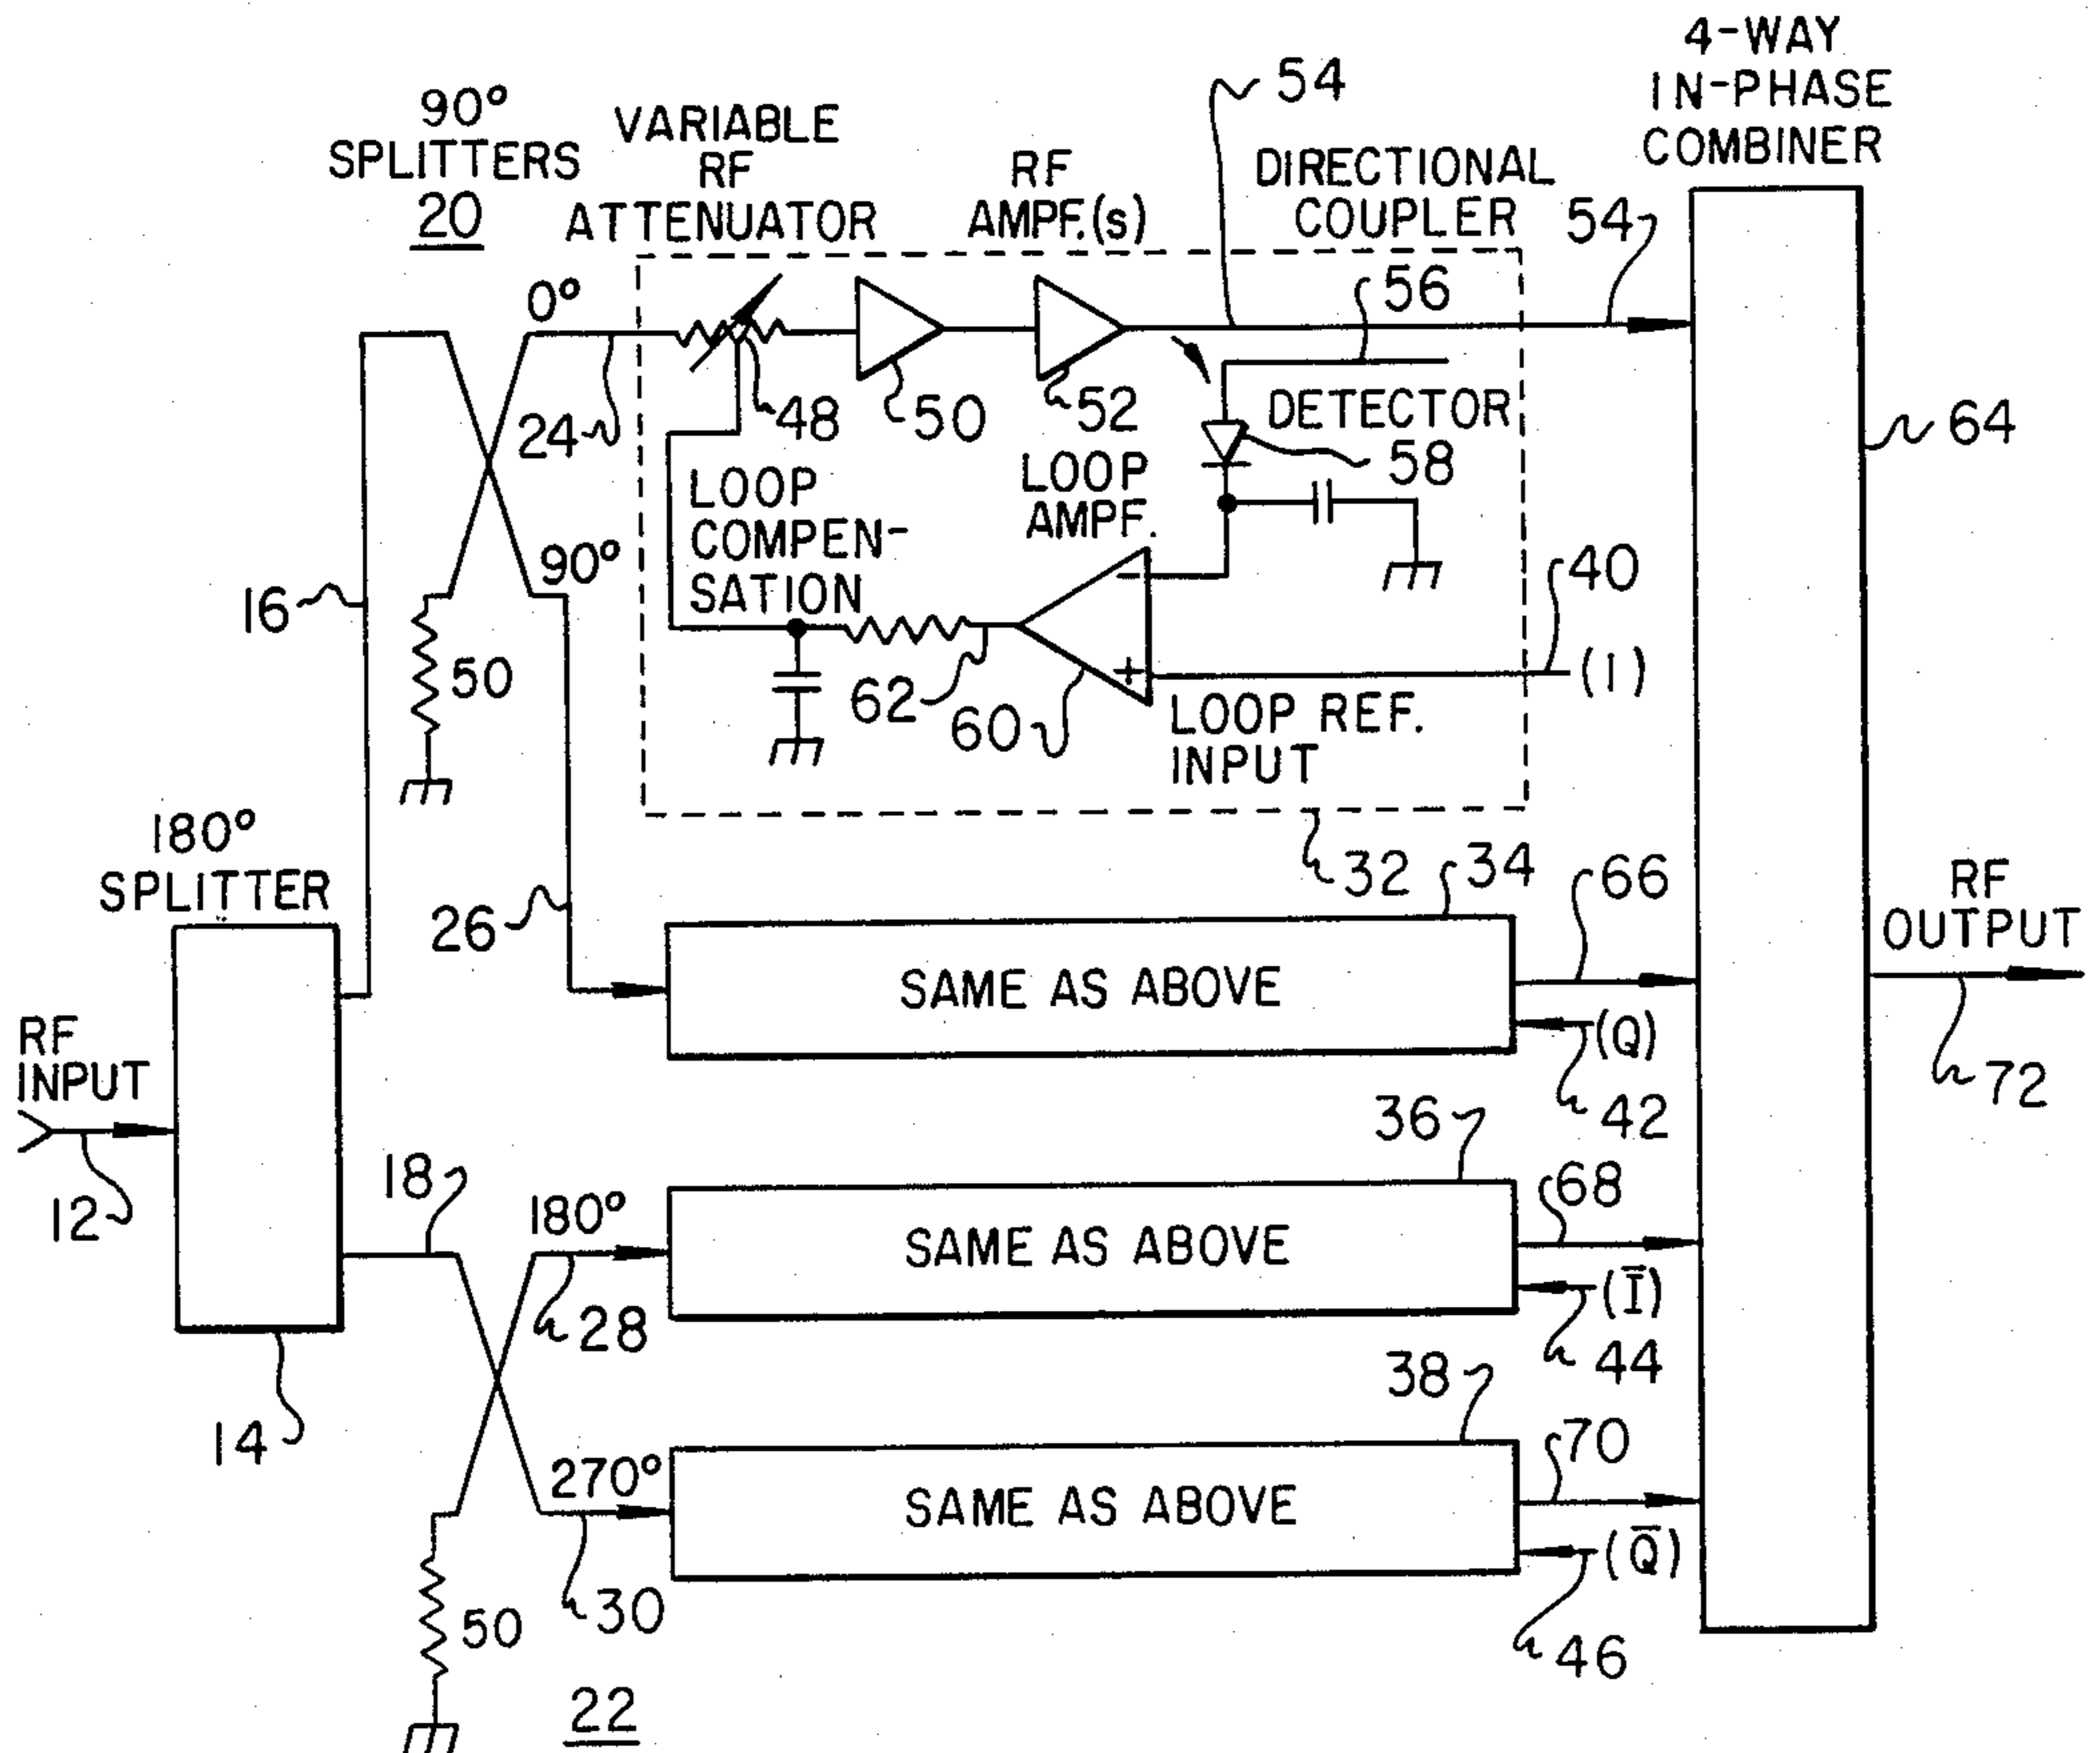 4-WAY
IN-PHASE
COMBINER
90°
SPLITTERS
20
VARIABLE
RF
ATTENUATOR
RF
AMPF.(s)
54
DIRECTIONAL
COUPLER
54
0°
56
24
48
50
52
DETECTOR
58
64
LOOP
COMPEN-
SATION
LOOP
AMPF.
90°
16
50
−
+
40
(I)
62
60
LOOP REF.
INPUT
180°
SPLITTER
32
34
66
26
SAME AS ABOVE
RF
OUTPUT
RF
INPUT
(Q)
42
72
36
12
18
180°
68
SAME AS ABOVE
28
(Ī)
44
14
38
270°
70
SAME AS ABOVE
50
30
(Q̄)
46
22